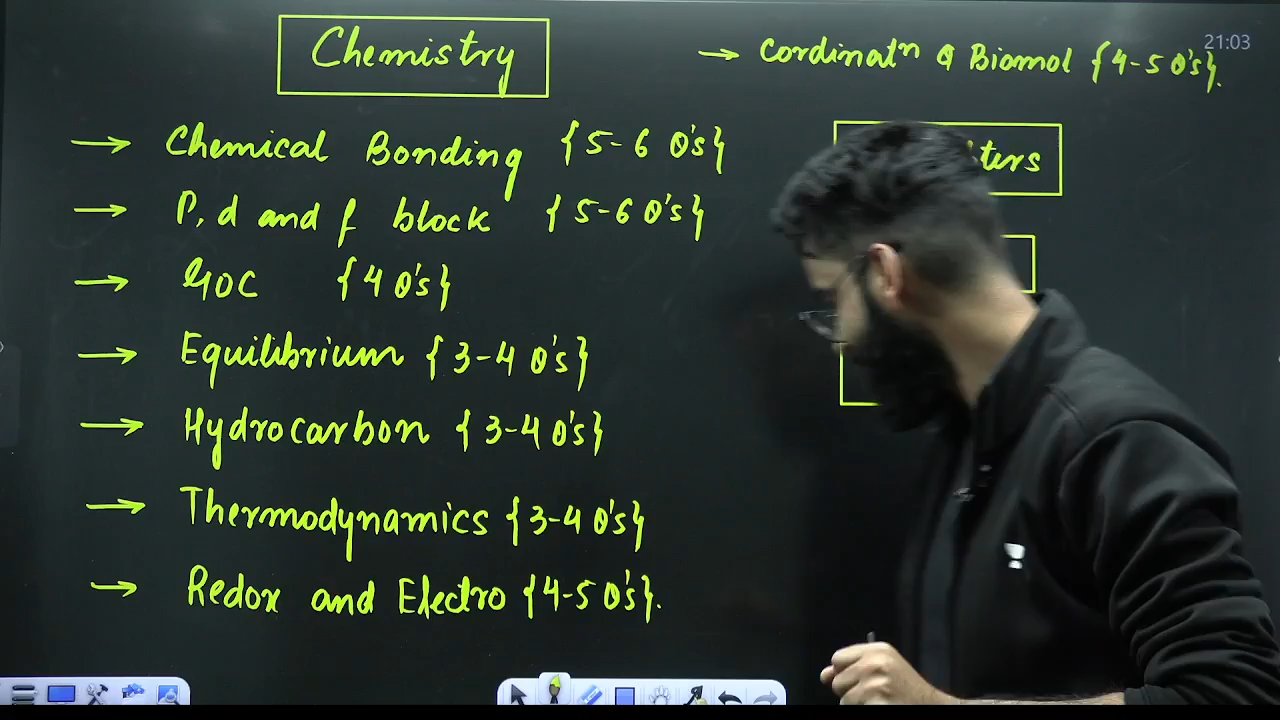 Chemistry
→ Cordinatn & Biomol {4-5 Q's}.
21:03
→ Chemical Bonding {5-6 Q's}
→ P, d and f block {5-6 Q's}
→ GOC {4 Q's}
→ Equilibrium {3-4 Q's}
→ Hydrocarbon {3-4 Q's}
→ Thermodynamics {3-4 Q's}
→ Redox and Electro {4-5 Q's}.